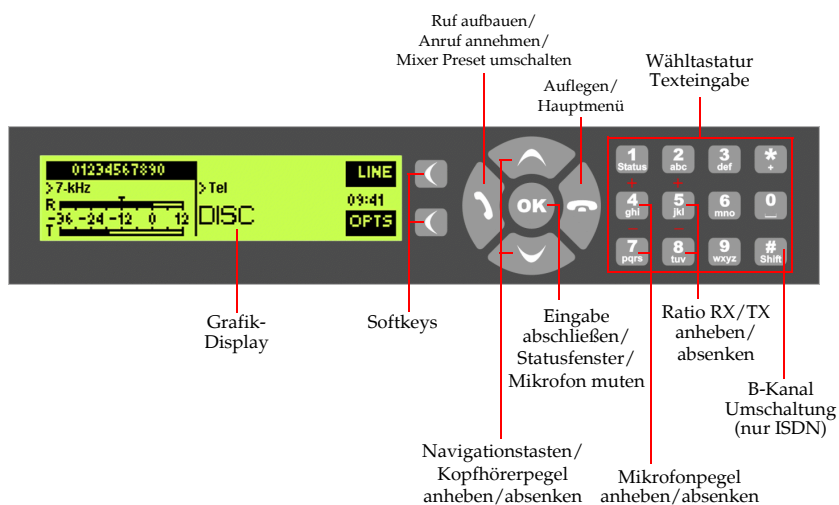 Ruf aufbauen/
Anruf annehmen/
Mixer Preset umschalten
Auflegen/
Hauptmenü
Wähltastatur
Texteingabe
01234567890
>7-kHz
R
-36 -24 -12 0 12
T
>Tel
DISC
LINE
09:41
OPTS
OK
1
Status
2
abc
3
def
*
+
+ +
4
ghi
5
jkl
6
mno
0
- -
7
pqrs
8
tuv
9
wxyz
#
Shift
Grafik-
Display
Softkeys
Eingabe
abschließen/
Statusfenster/
Mikrofon muten
Ratio RX/TX
anheben/
absenken
B-Kanal
Umschaltung
(nur ISDN)
Navigationstasten/
Kopfhörerpegel
anheben/absenken
Mikrofonpegel
anheben/absenken